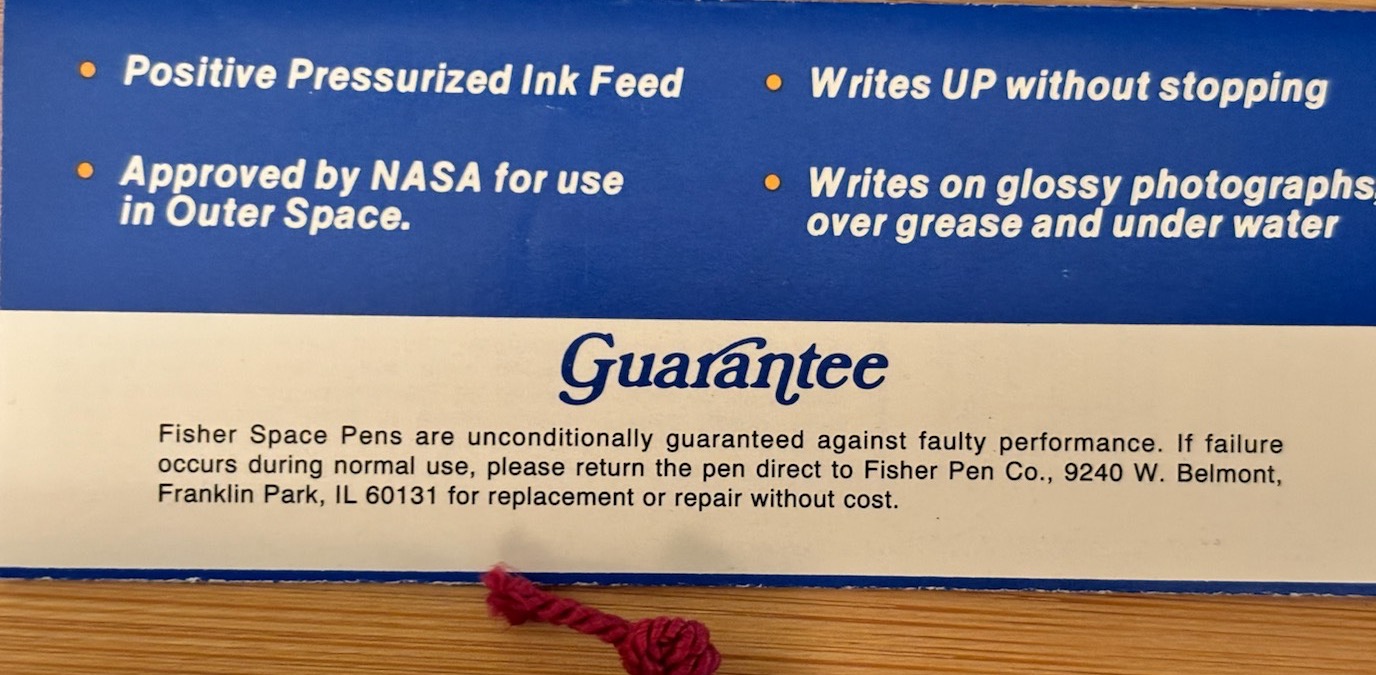 • Positive Pressurized Ink Feed
• Approved by NASA for use
in Outer Space.
• Writes UP without stopping
• Writes on glossy photographs,
over grease and under water
Guarantee
Fisher Space Pens are unconditionally guaranteed against faulty performance. If failure
occurs during normal use, please return the pen direct to Fisher Pen Co., 9240 W. Belmont,
Franklin Park, IL 60131 for replacement or repair without cost.